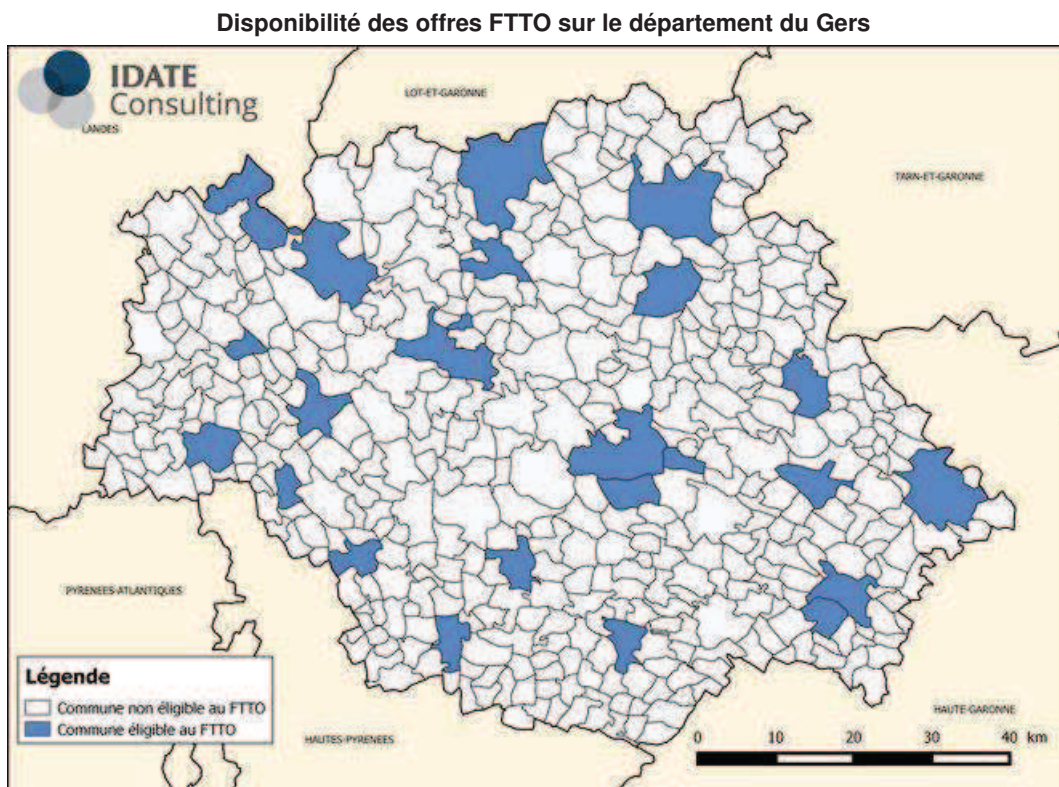 Disponibilité des offres FTTO sur le département du Gers
IDATE
Consulting
LANDES
LOT-ET-GARONNE
TARN-ET-GARONNE
PYRENEES-ATLANTIQUES
Légende
Commune non éligible au FTTO
Commune éligible au FTTO
HAUTES-PYRENEES
HAUTE-GARONNE
0 10 20 30 40 km